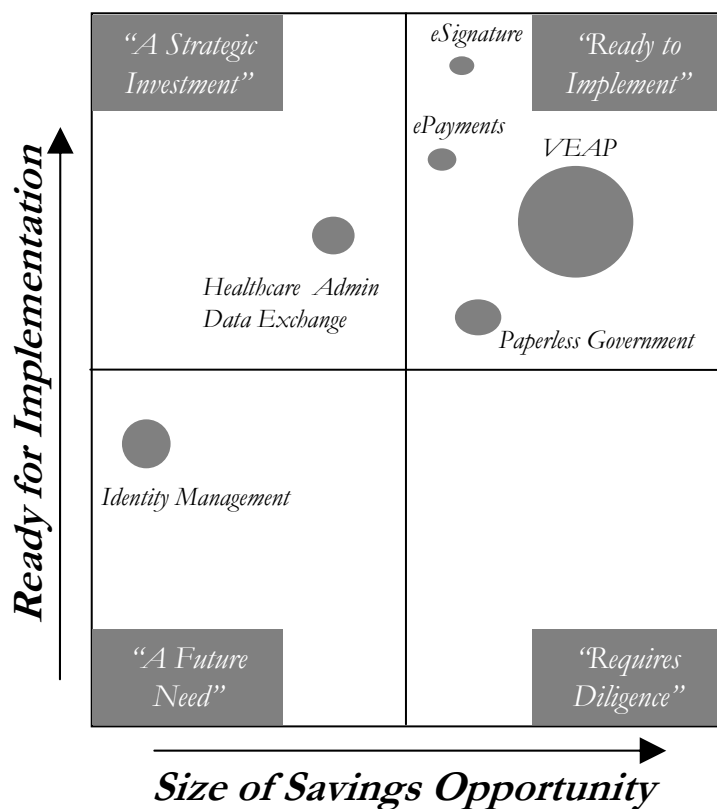 “A Strategic
Investment”
eSignature
“Ready to
Implement”
ePayments
VEAP
Healthcare Admin
Data Exchange
Paperless Government
Identity Management
“A Future
Need”
“Requires
Diligence”
Ready for Implementation
Size of Savings Opportunity